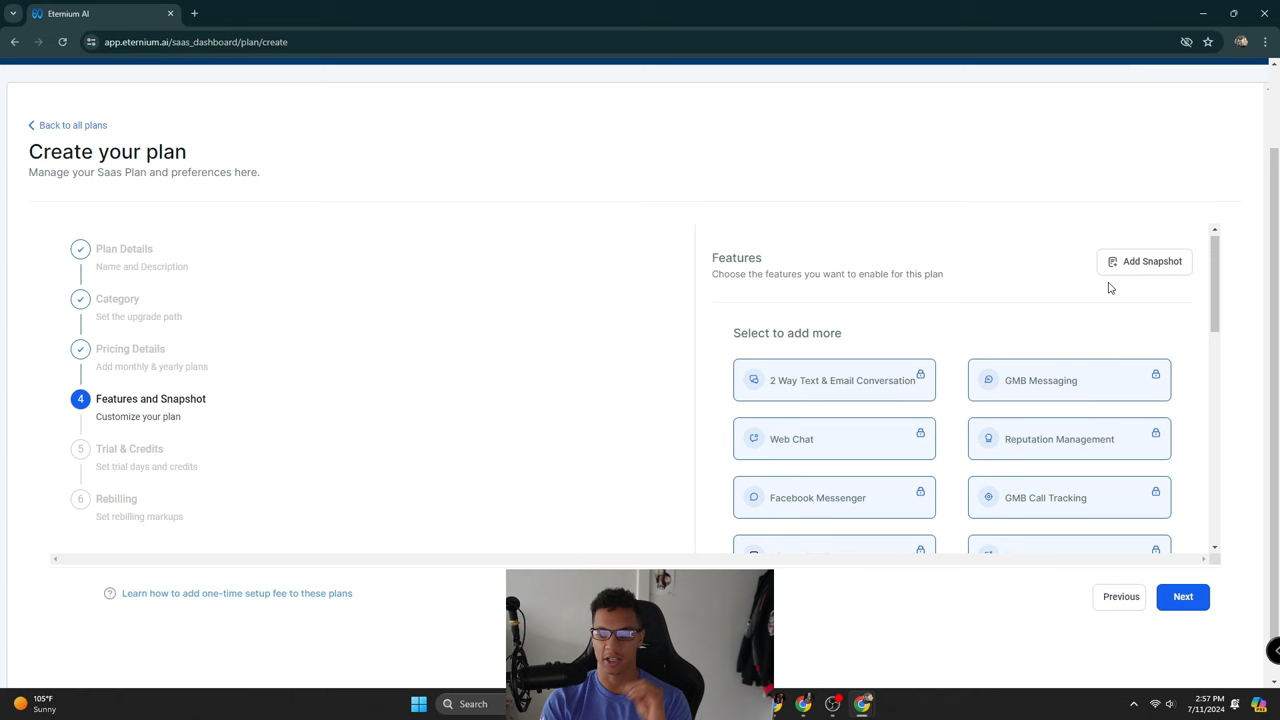 Eternium AI
app.eternium.ai/saas_dashboard/plan/create
Back to all plans
Create your plan
Manage your Saas Plan and preferences here.
Plan Details
Name and Description
Category
Set the upgrade path
Pricing Details
Add monthly & yearly plans
4
Features and Snapshot
Customize your plan
5
Trial & Credits
Set trial days and credits
6
Rebilling
Set rebilling markups
Features
Choose the features you want to enable for this plan
Add Snapshot
Select to add more
2 Way Text & Email Conversation
GMB Messaging
Web Chat
Reputation Management
Facebook Messenger
GMB Call Tracking
Learn how to add one-time setup fee to these plans
Previous
Next
105°F
Sunny
Search
2:57 PM
7/11/2024